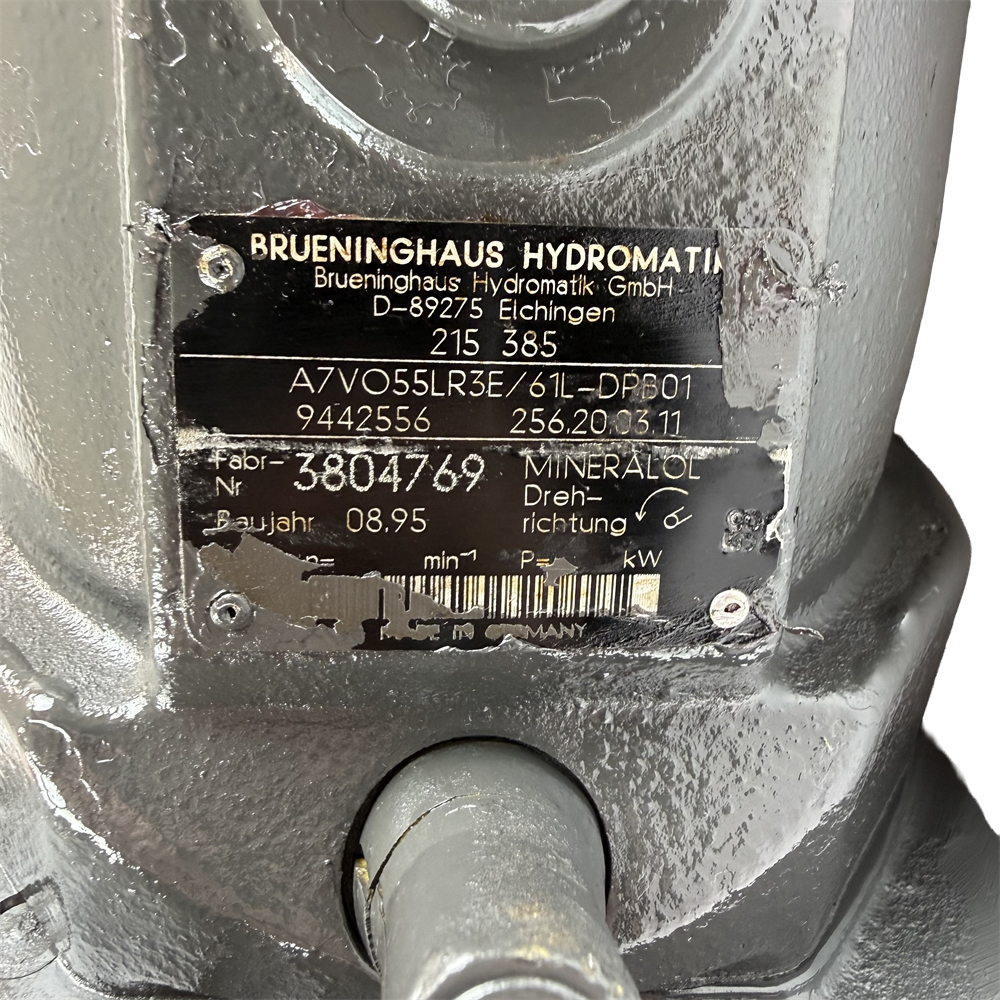 BRUENINGHAUS HYDROMATIK
Brueninghaus Hydromatik GmbH
D-89275 Elchingen
215 385
A7VO55LR3E/61L-DPB01
9442556 256.20.03.11
Fabr-
Nr 3804769 MINERALÖL
Dreh-
richtung
Baujahr 08.95
n= min⁻¹ P= kW
MADE IN GERMANY